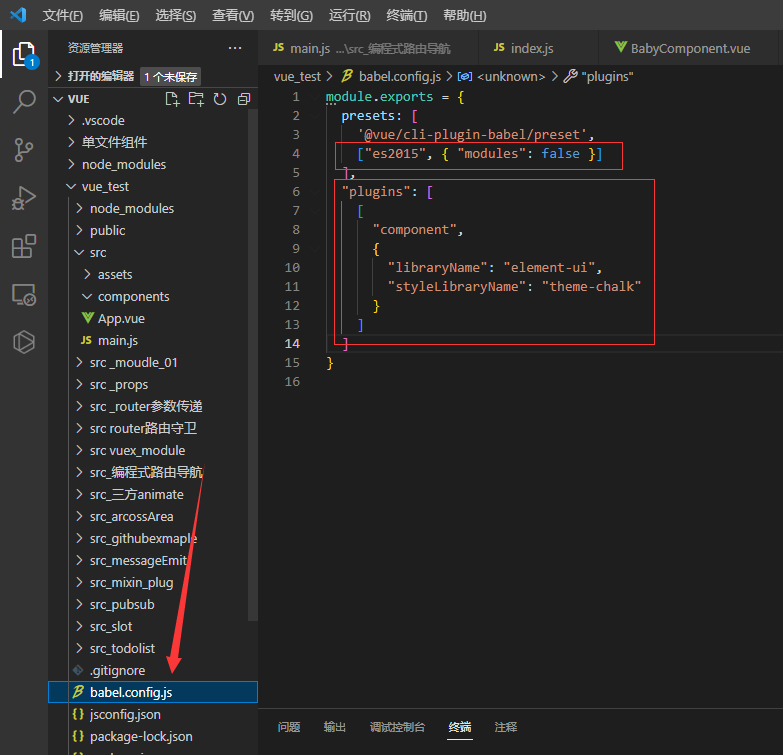 文件(F) 编辑(E) 选择(S) 查看(V) 转到(G) 运行(R) 终端(T) 帮助(H)
资源管理器 ...
打开的编辑器 1 个未保存
VUE
.vscode
单文件组件
node_modules
vue_test
node_modules
public
src
assets
components
App.vue
JS main.js
src _moudle_01
src _props
src _router参数传递
src router路由守卫
src vuex_module
src_编程式路由导航
src_三方animate
src_arcossArea
src_githubexmaple
src_messageEmit
src_mixin_plug
src_pubsub
src_slot
src_todolist
.gitignore
babel.config.js
{} jsconfig.json
{} package-lock.json
1
JS main.js ...\src_编程式路由导航 JS index.js BabyComponent.vue
vue_test > babel.config.js > <unknown> > "plugins"
1 module.exports = {
2 presets: [
3 '@vue/cli-plugin-babel/preset',
4 ["es2015", { "modules": false }]
5 ],
6 "plugins": [
7 [
8 "component",
9 {
10 "libraryName": "element-ui",
11 "styleLibraryName": "theme-chalk"
12 }
13 ]
14 ]
15 }
16
问题 输出 调试控制台 终端 注释